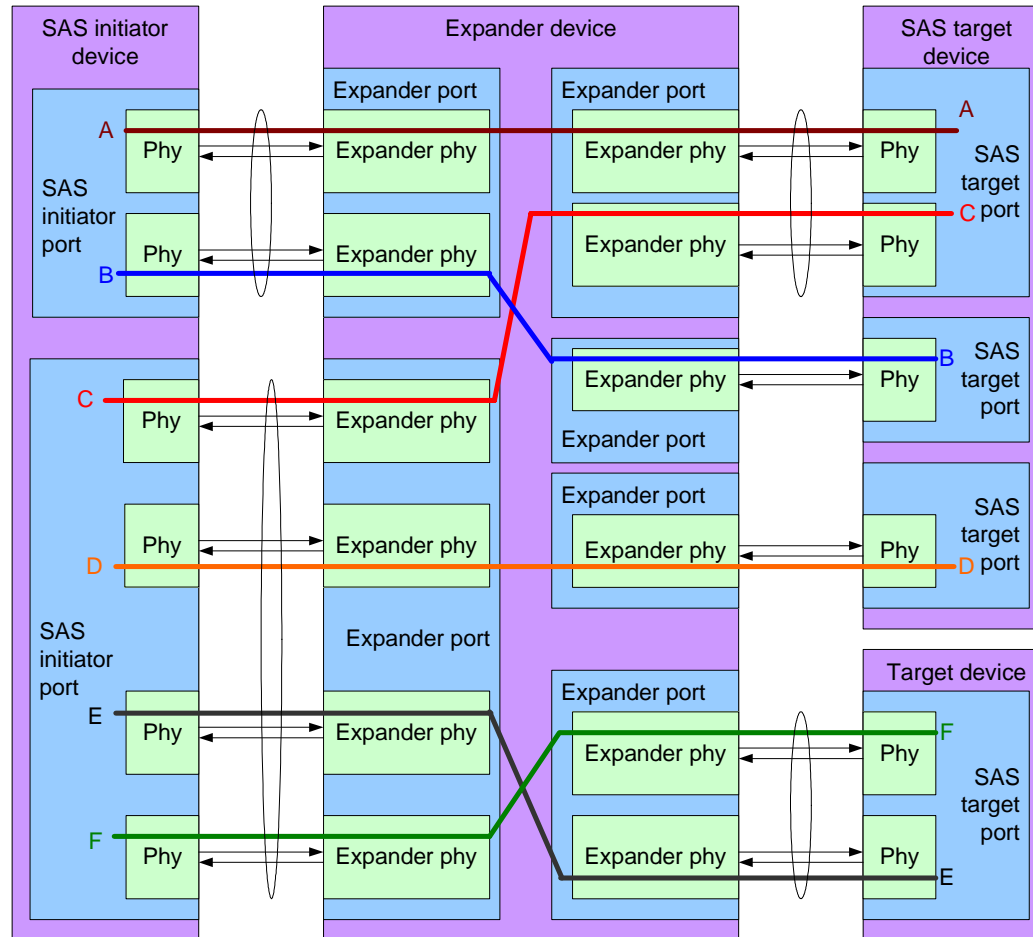 SAS initiator
device
Expander device
SAS target
device
Expander port
Expander port
A
A
Phy
Expander phy
Expander phy
Phy
SAS
target
port
SAS
initiator
port
C
Phy
Expander phy
Expander phy
Phy
B
B
SAS
target
port
Expander phy
Phy
C
Phy
Expander phy
Expander port
Expander port
SAS
target
port
Phy
Expander phy
Expander phy
Phy
D
D
SAS
initiator
port
Expander port
Target device
Expander port
E
Phy
Expander phy
Expander phy
Phy
F
SAS
target
port
F
Phy
Expander phy
Expander phy
Phy
E